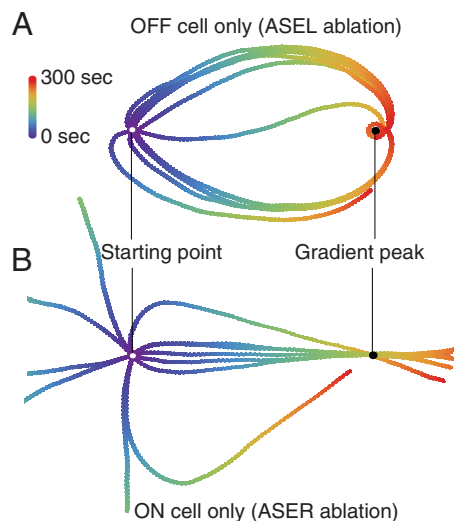 A
OFF cell only (ASEL ablation)
300 sec
0 sec
Starting point
Gradient peak
B
ON cell only (ASER ablation)